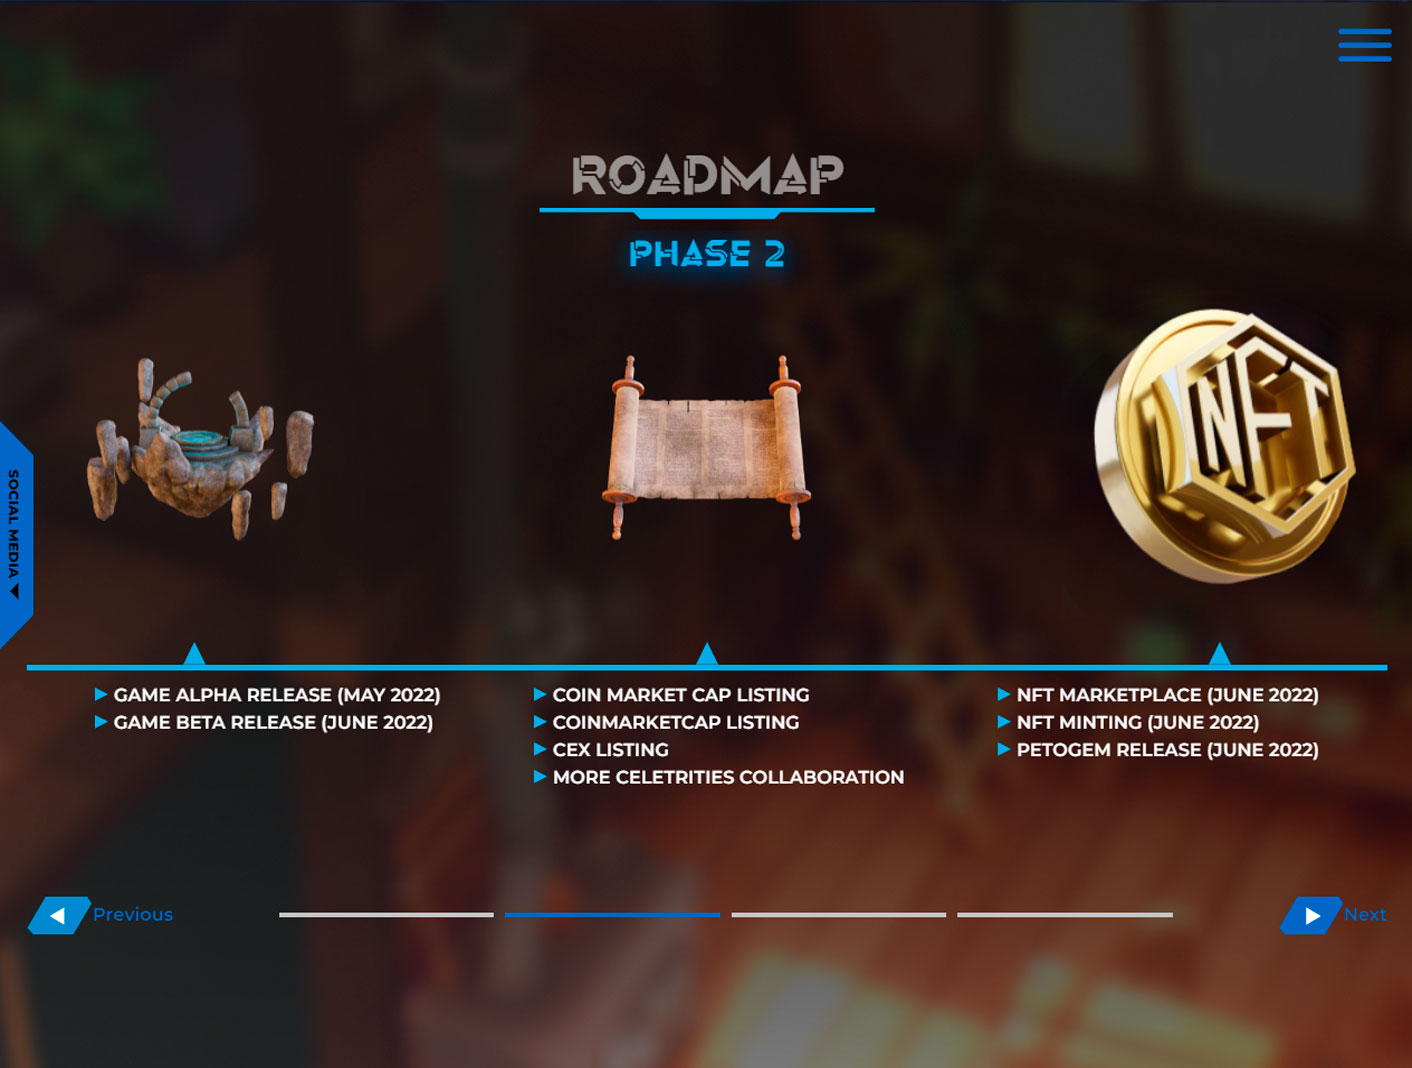 ROADMAP
PHASE 2
NFT
SOCIAL MEDIA
GAME ALPHA RELEASE (MAY 2022)
GAME BETA RELEASE (JUNE 2022)
COIN MARKET CAP LISTING
COINMARKETCAP LISTING
CEX LISTING
MORE CELETRITIES COLLABORATION
NFT MARKETPLACE (JUNE 2022)
NFT MINTING (JUNE 2022)
PETOGEM RELEASE (JUNE 2022)
Previous
Next